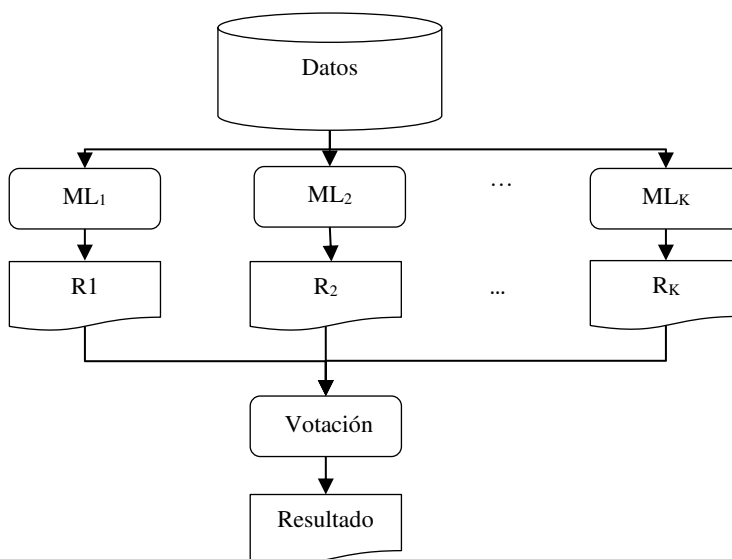 Datos
ML₁ ML₂ … MLK
R1 R₂ ... RK
Votación
Resultado